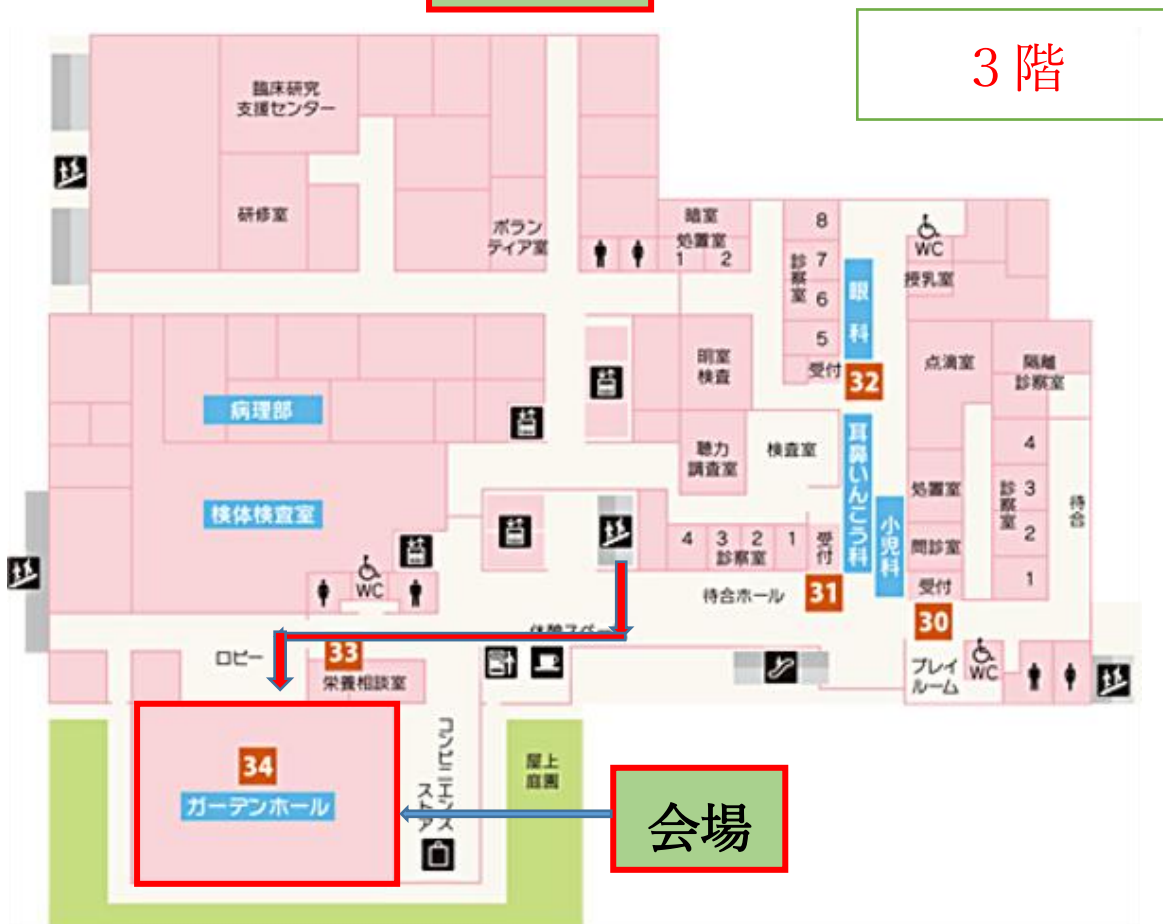 3階
臨床研究
支援センター
研修室
ボラン
ティア室
暗室
処置室
1 2
診察室
8
7
6
5
受付
眼科
32
WC
授乳室
点滴室
隔離
診察室
明室
検査
病理部
聴力
調査室
検査室
耳鼻いんこう科
小児科
処置室
問診室
受付
30
診察室
4
3
2
1
待合
検体検査室
WC
4 3 2 1
診察室
受付
31
待合ホール
ロビー
33
栄養相談室
プレイ
ルーム
WC
コンビニエンス
ストア
屋上
庭園
34
ガーデンホール
会場